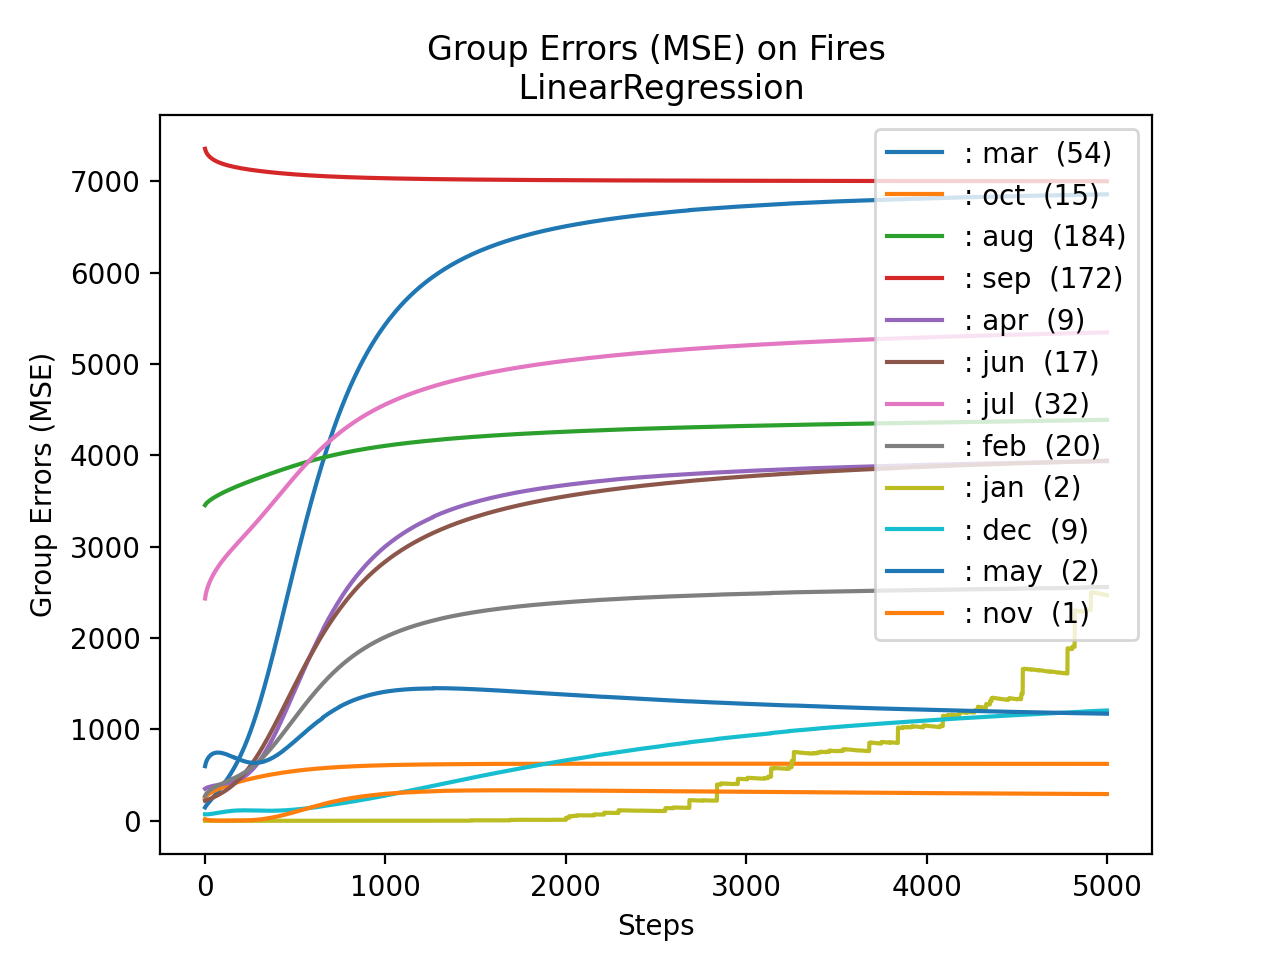 Group Errors (MSE) on Fires
LinearRegression
Group Errors (MSE)
7000
6000
5000
4000
3000
2000
1000
0
: mar (54)
: oct (15)
: aug (184)
: sep (172)
: apr (9)
: jun (17)
: jul (32)
: feb (20)
: jan (2)
: dec (9)
: may (2)
: nov (1)
0 1000 2000 3000 4000 5000
Steps